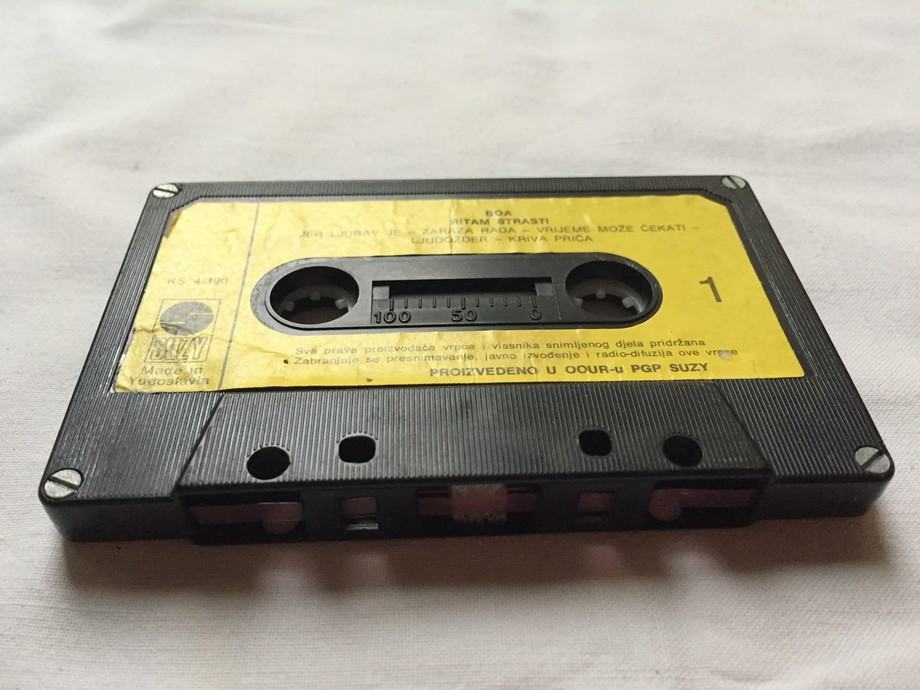 BOA
RITAM STRASTI
JER LJUBAV JE – ZARAZA RADA – VRIJEME MOŽE ČEKATI –
LJUDOŽDER – KRIVA PRIČA
KS 4390
1
100 50 0
SUZY
Made in
Yugoslavia
Sva prava proizvođača vrpce i vlasnika snimljenog djela pridržana
Zabranjuje se presnimavanje, javno izvođenje i radio-difuzija ove vrpce
PROIZVEDENO U OOUR-u PGP SUZY